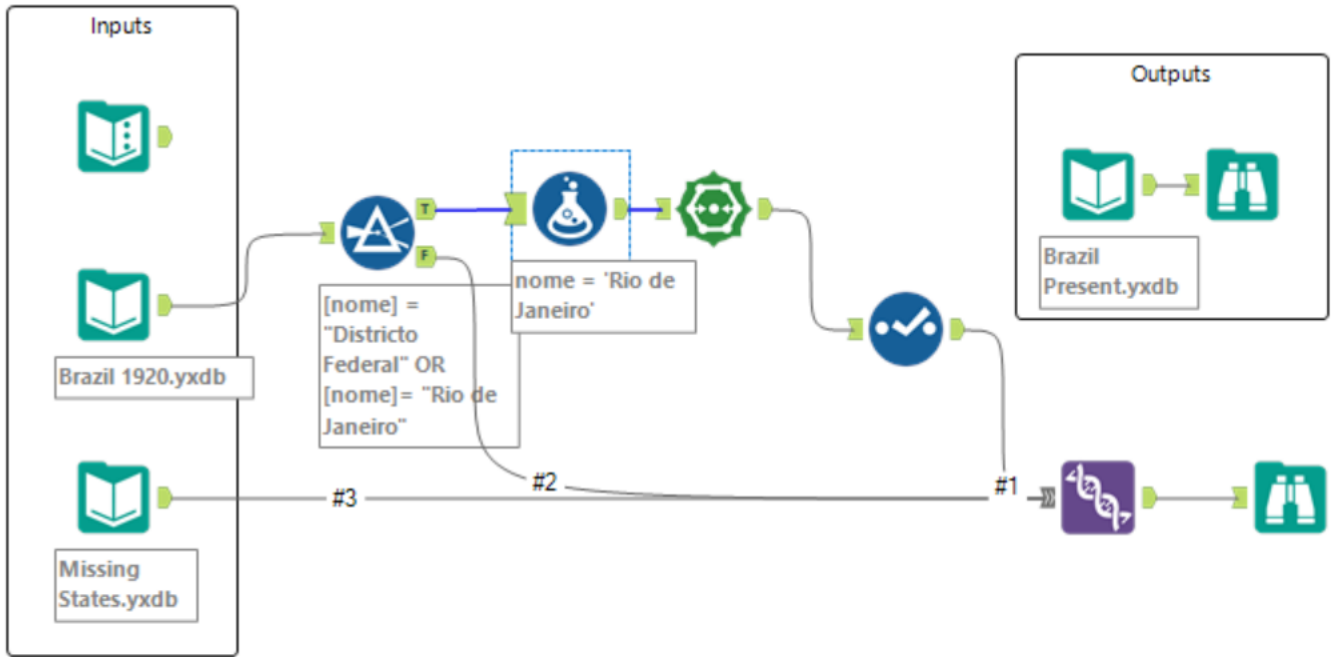 Inputs
Outputs
T
F
nome = 'Rio de
Janeiro'
Brazil
Present.yxdb
[nome] =
"Districto
Federal" OR
[nome]= "Rio de
Janeiro"
Brazil 1920.yxdb
#2
#1
#3
Missing
States.yxdb